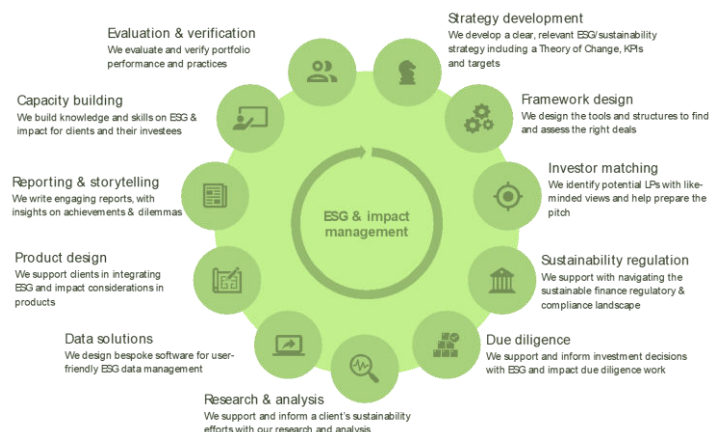 Strategy development
We develop a clear, relevant ESG/sustainability
strategy including a Theory of Change, KPIs
and targets
Framework design
We design the tools and structures to find
and assess the right deals
Investor matching
We identify potential LPs with like-
minded views and help prepare the
pitch
Sustainability regulation
We support with navigating the
sustainable finance regulatory &
compliance landscape
Due diligence
We support and inform investment decisions
with ESG and impact due diligence work
Research & analysis
We support and inform a client's sustainability
efforts with our research and analysis
Data solutions
We design bespoke software for user-
friendly ESG data management
Product design
We support clients in integrating
ESG and impact considerations in
products
Reporting & storytelling
We write engaging reports, with
insights on achievements & dilemmas
Capacity building
We build knowledge and skills on ESG &
impact for clients and their investees
Evaluation & verification
We evaluate and verify portfolio
performance and practices
ESG & impact
management